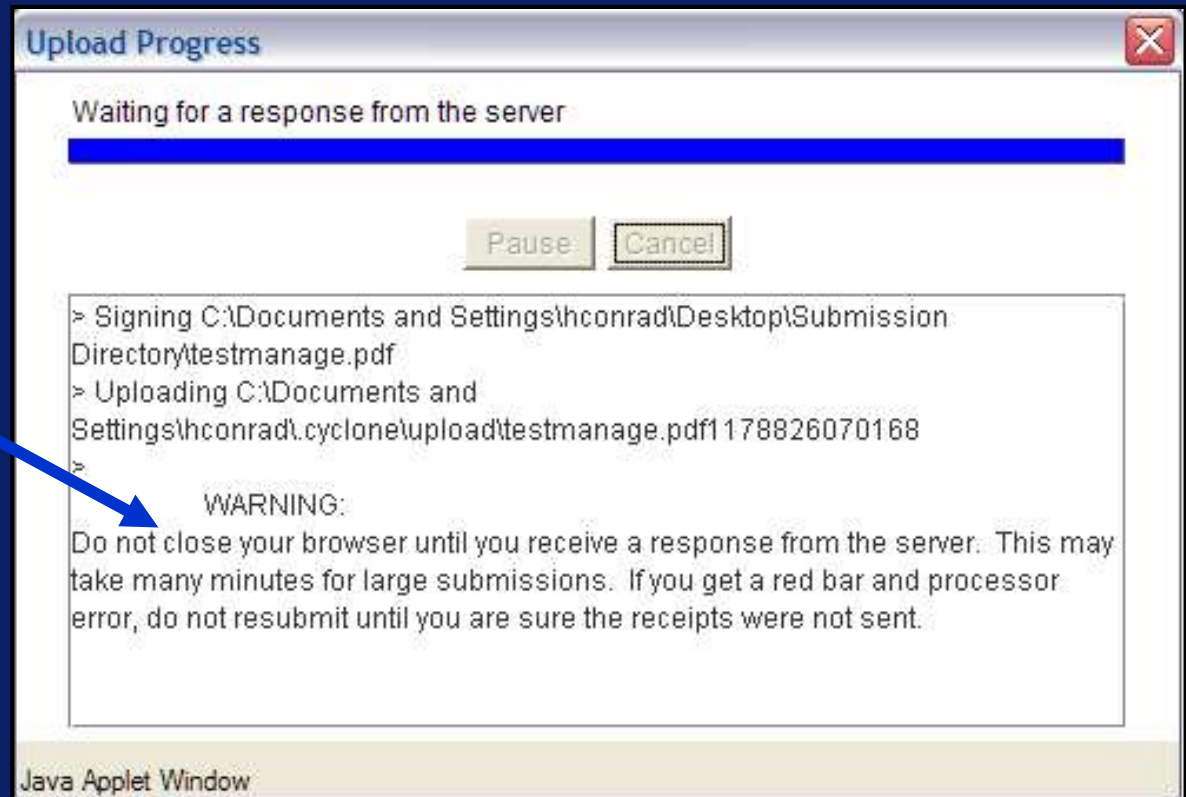 Upload Progress
Waiting for a response from the server
Pause Cancel
> Signing C:\Documents and Settings\hconrad\Desktop\Submission
Directory\testmanage.pdf
> Uploading C:\Documents and
Settings\hconrad\.cyclone\upload\testmanage.pdf1178826070168
>
WARNING:
Do not close your browser until you receive a response from the server.  This may
take many minutes for large submissions.  If you get a red bar and processor
error, do not resubmit until you are sure the receipts were not sent.
Java Applet Window